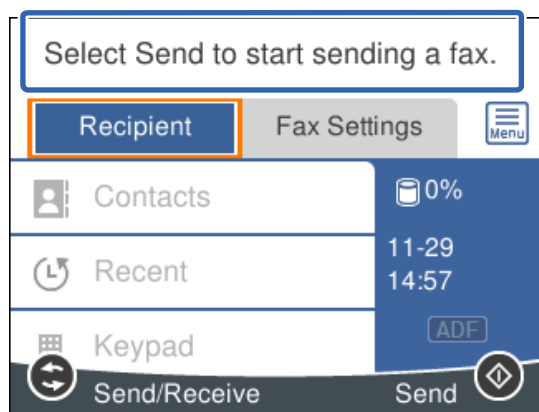 Select Send to start sending a fax.
Recipient
Fax Settings
Menu
Contacts
0%
Recent
11-29
14:57
Keypad
ADF
Send/Receive
Send